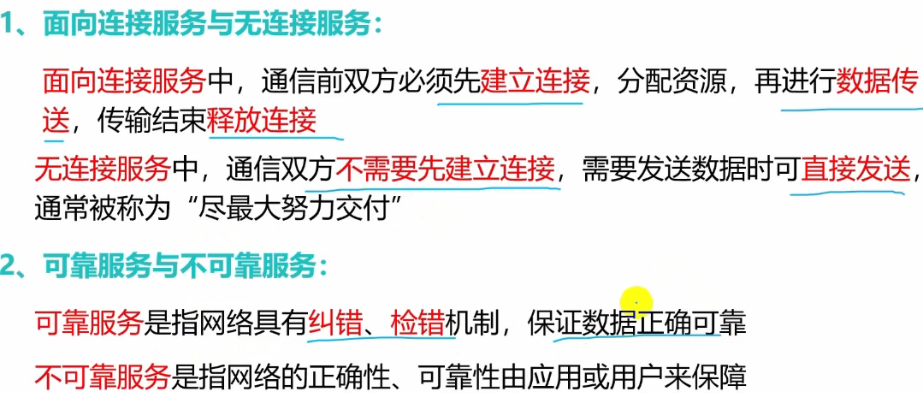 1、面向连接服务与无连接服务：
面向连接服务中，通信前双方必须先建立连接，分配资源，再进行数据传
送，传输结束释放连接
无连接服务中，通信双方不需要先建立连接，需要发送数据时可直接发送，
通常被称为“尽最大努力交付”
2、可靠服务与不可靠服务：
可靠服务是指网络具有纠错、检错机制，保证数据正确可靠
不可靠服务是指网络的正确性、可靠性由应用或用户来保障